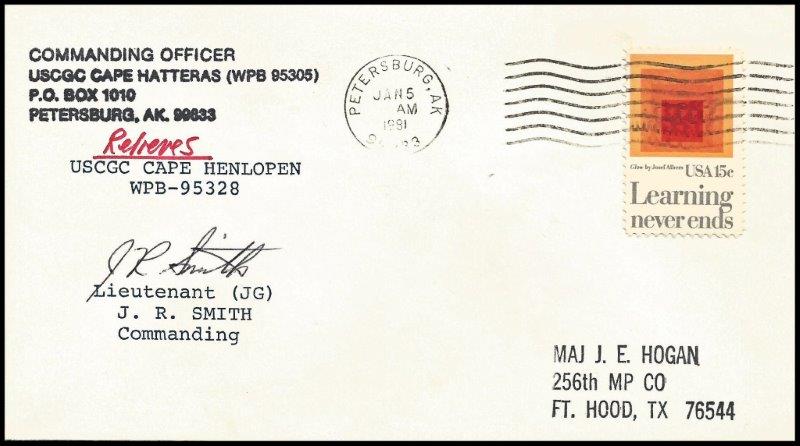 COMMANDING OFFICER
USCGC CAPE HATTERAS (WPB 95305)
P.O. BOX 1010
PETERSBURG, AK. 99833
Relieves
USCGC CAPE HENLOPEN
WPB-95328
J R Smith
Lieutenant (JG)
J. R. SMITH
Commanding
PETERSBURG, AK
JAN 5
AM
1981
Glow by Josef Albers USA 15c
Learning
never ends
MAJ J. E. HOGAN
256th MP CO
FT. HOOD, TX 76544